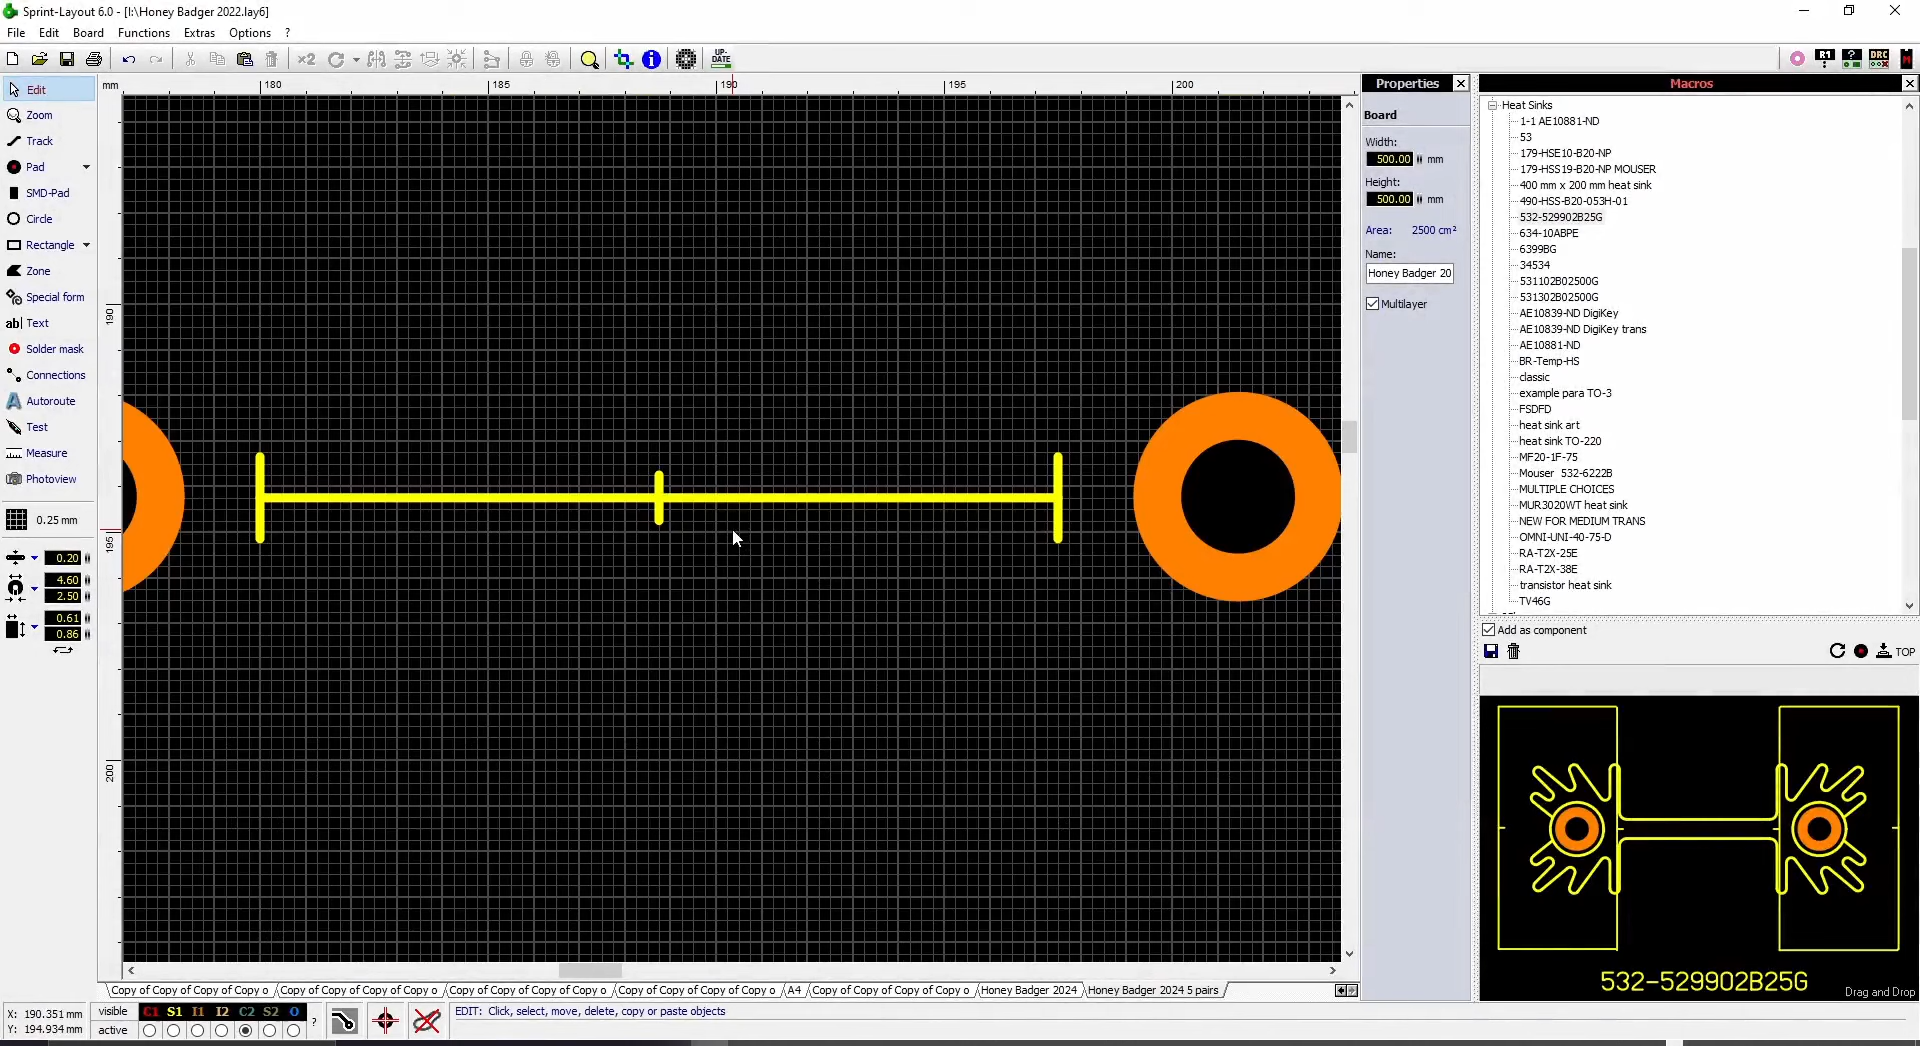 Sprint-Layout 6.0 - [I:\Honey Badger 2022.lay6]
File Edit Board Functions Extras Options ?
×2 UP-DATE R1 ? DRC
mm 180 185 190 195 200
190
195
200
Edit
Zoom
Track
Pad
SMD-Pad
Circle
Rectangle
Zone
Special form
ab| Text
Solder mask
Connections
Autoroute
Test
Measure
Photoview
0.25 mm
0.20
4.60
2.50
0.61
0.86
Properties
Board
Width:
500.00 mm
Height:
500.00 mm
Area: 2500 cm²
Name:
Honey Badger 20
Multilayer
Macros
Heat Sinks
1-1 AE10881-ND
53
179-HSE10-B20-NP
179-HSS19-B20-NP MOUSER
400 mm x 200 mm heat sink
490-HSS-B20-053H-01
532-529902B25G
634-10ABPE
6399BG
34534
531102B02500G
531302B02500G
AE10839-ND DigiKey
AE10839-ND DigiKey trans
AE10881-ND
BR-Temp-HS
classic
example para TO-3
FSDFD
heat sink art
heat sink TO-220
MF20-1F-75
Mouser 532-6222B
MULTIPLE CHOICES
MUR3020WT heat sink
NEW FOR MEDIUM TRANS
OMNI-UNI-40-75-D
RA-T2X-25E
RA-T2X-38E
transistor heat sink
TV46G
Add as component
TOP
532-529902B25G
Drag and Drop
Copy of Copy of Copy of Copy o Copy of Copy of Copy of Copy o Copy of Copy of Copy of Copy o Copy of Copy of Copy of Copy o A4 Copy of Copy of Copy of Copy o Honey Badger 2024 Honey Badger 2024 5 pairs
X: 190.351 mm
Y: 194.934 mm
visible C1 S1 I1 I2 C2 S2 O
active ?
EDIT: Click, select, move, delete, copy or paste objects